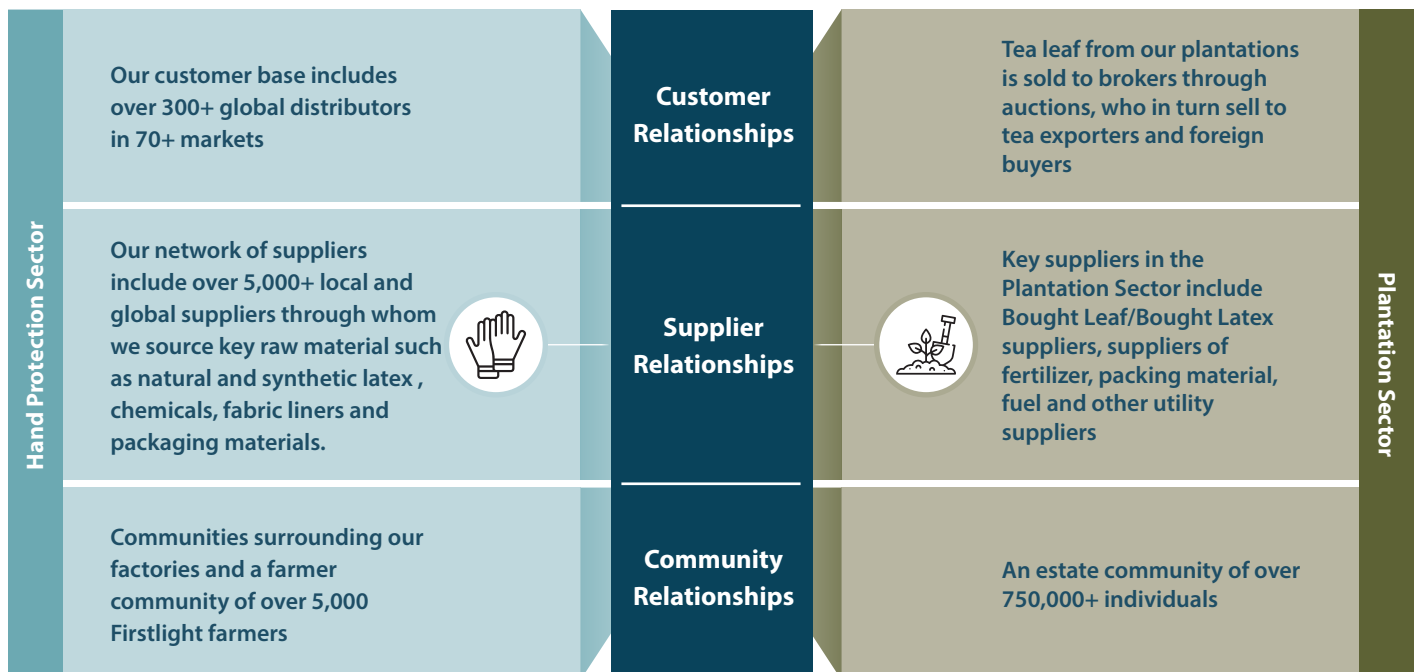 Hand Protection Sector
Our customer base includes
over 300+ global distributors
in 70+ markets
Customer
Relationships
Tea leaf from our plantations
is sold to brokers through
auctions, who in turn sell to
tea exporters and foreign
buyers
Our network of suppliers
include over 5,000+ local and
global suppliers through whom
we source key raw material such
as natural and synthetic latex ,
chemicals, fabric liners and
packaging materials.
Supplier
Relationships
Key suppliers in the
Plantation Sector include
Bought Leaf/Bought Latex
suppliers, suppliers of
fertilizer, packing material,
fuel and other utility
suppliers
Communities surrounding our
factories and a farmer
community of over 5,000
Firstlight farmers
Community
Relationships
An estate community of over
750,000+ individuals
Plantation Sector